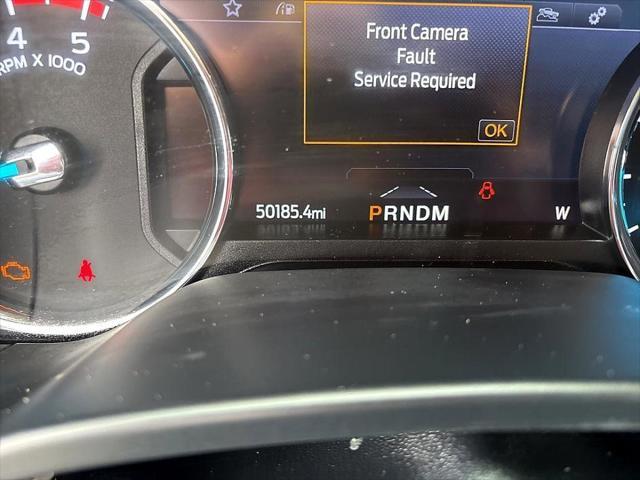 4 5
RPM X 1000
Front Camera
Fault
Service Required
OK
50185.4mi
PRNDM
W